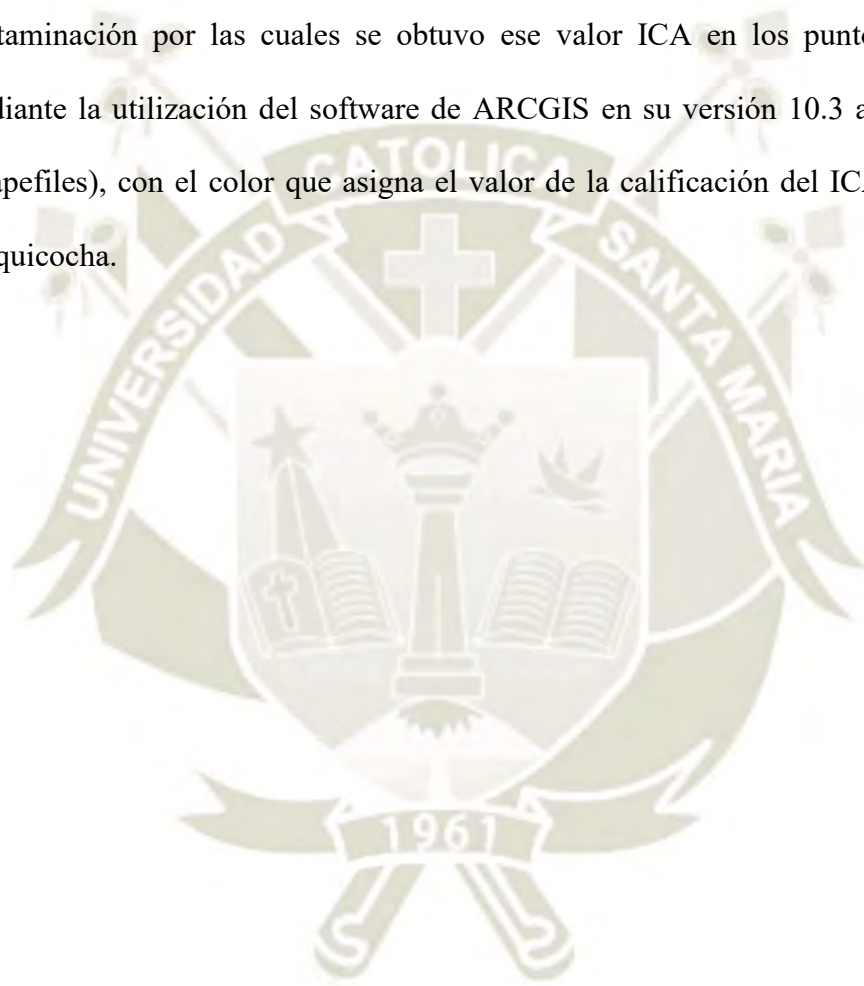 taminación por las cuales se obtuvo ese valor ICA en los punto
diante la utilización del software de ARCGIS en su versión 10.3 a
apefiles), con el color que asigna el valor de la calificación del ICA
quicocha.
UNIVERSIDAD CATOLICA SANTA MARIA
1961